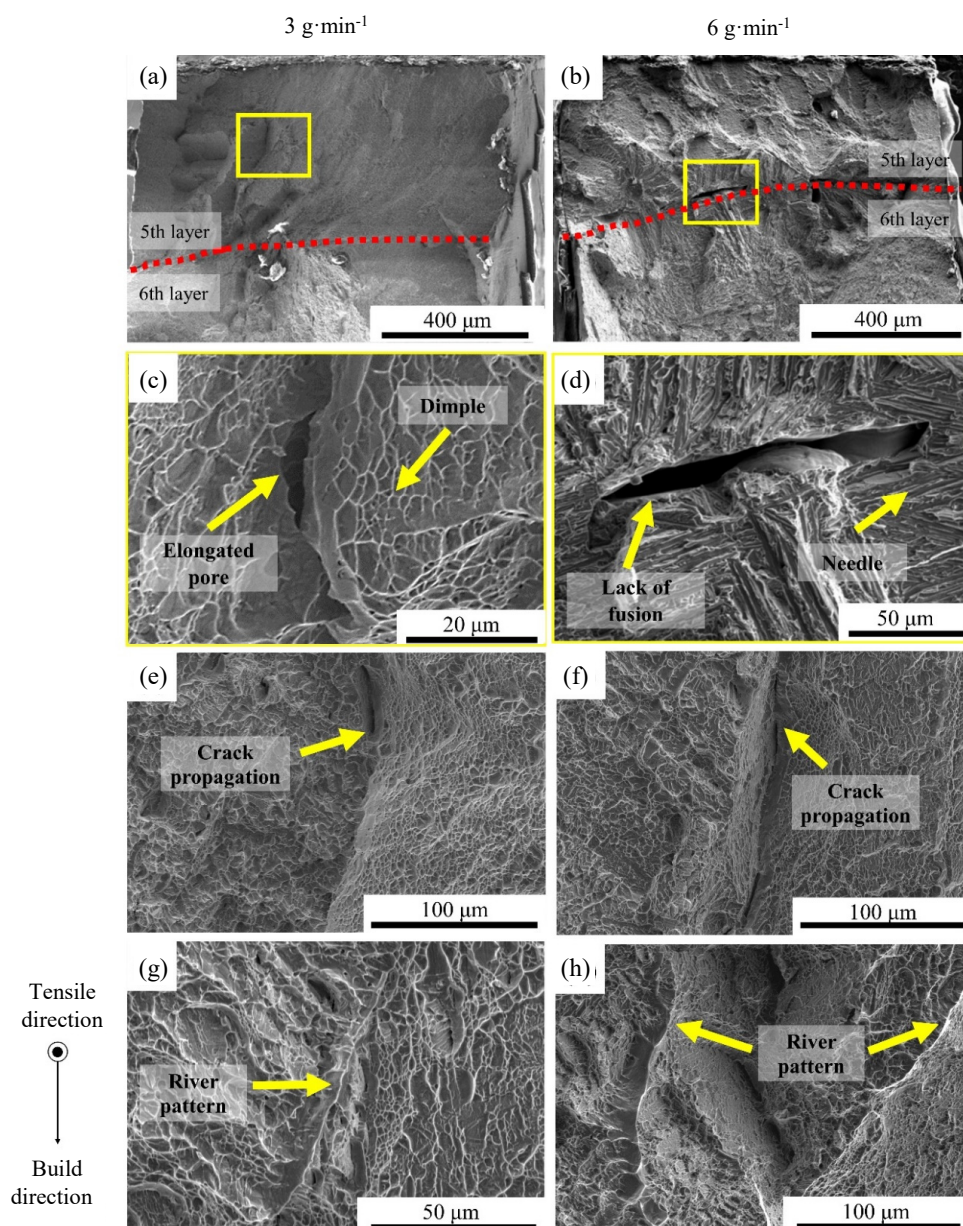 3 g·min⁻¹
6 g·min⁻¹
(a)
5th layer
6th layer
400 μm
(b)
5th layer
6th layer
400 μm
(c)
Dimple
Elongated
pore
20 μm
(d)
Lack of
fusion
Needle
50 μm
(e)
Crack
propagation
100 μm
(f)
Crack
propagation
100 μm
Tensile
direction
Build
direction
(g)
River
pattern
50 μm
(h)
River
pattern
100 μm